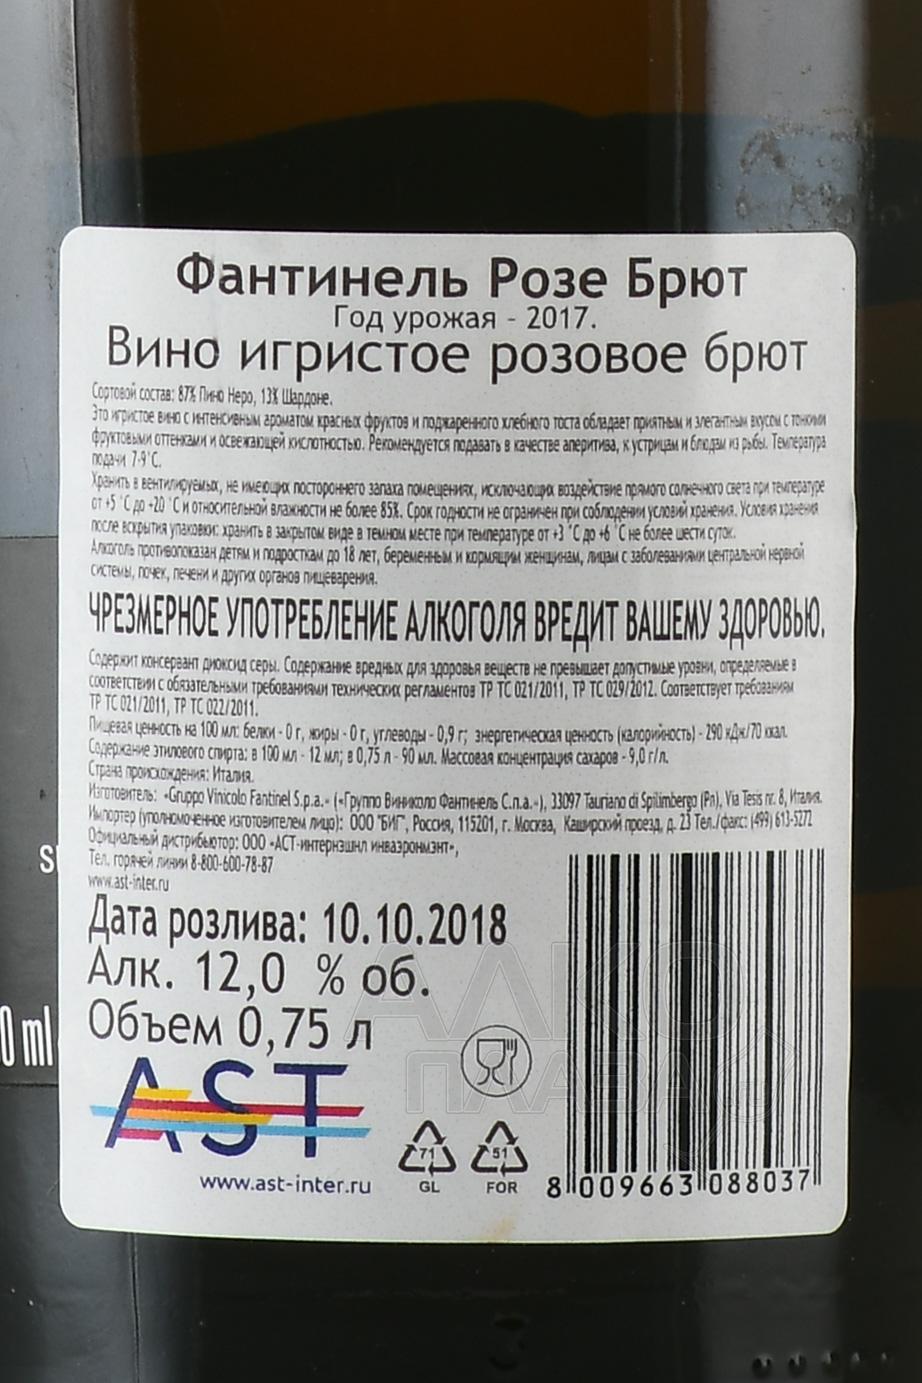 Фантинель Розе Брют
Год урожая - 2017.
Вино игристое розовое брют
Сортовой состав: 87% Пино Неро, 13% Шардоне.
Это игристое вино с интенсивным ароматом красных фруктов и поджаренного хлебного тоста обладает приятным и элегантным вкусом с тонкими
фруктовыми оттенками и освежающей кислотностью. Рекомендуется подавать в качестве аперитива, к устрицам и блюдам из рыбы. Температура
подачи 7-9°С.
Хранить в вентилируемых, не имеющих постороннего запаха помещениях, исключающих воздействие прямого солнечного света при температуре
от +5 °С до +20 °С и относительной влажности не более 85%. Срок годности не ограничен при соблюдении условий хранения. Условия хранения
после вскрытия упаковки: хранить в закрытом виде в темном месте при температуре от +3 °С до +6 °С не более шести суток.
Алкоголь противопоказан детям и подросткам до 18 лет, беременным и кормящим женщинам, лицам с заболеваниями центральной нервной
системы, почек, печени и других органов пищеварения.
ЧРЕЗМЕРНОЕ УПОТРЕБЛЕНИЕ АЛКОГОЛЯ ВРЕДИТ ВАШЕМУ ЗДОРОВЬЮ.
Содержит консервант диоксид серы. Содержание вредных для здоровья веществ не превышает допустимые уровни, определяемые в
соответствии с обязательными требованиями технических регламентов ТР ТС 021/2011, ТР ТС 029/2012. Соответствует требованиям
ТР ТС 021/2011, ТР ТС 022/2011.
Пищевая ценность на 100 мл: белки - 0 г, жиры - 0 г, углеводы - 0,9 г; энергетическая ценность (калорийность) - 290 кДж/70 ккал.
Содержание этилового спирта: в 100 мл - 12 мл; в 0,75 л - 90 мл. Массовая концентрация сахаров - 9,0 г/л.
Страна происхождения: Италия.
Изготовитель: «Gruppo Vinicolo Fantinel S.p.a.» («Группо Виниколо Фантинель С.п.а.»), 33097 Tauriano di Spilimbergo (Pn), Via Tesis nr. 8, Италия.
Импортер (уполномоченное изготовителем лицо): ООО "БИГ", Россия, 115201, г. Москва, Каширский проезд, д. 23 Тел./факс: (499) 613-5272
Официальный дистрибьютор: ООО «АСТ-интернэшнл инваэронмэнт»,
Тел. горячей линии 8-800-600-78-87
www.ast-inter.ru
Дата розлива: 10.10.2018
Алк. 12,0 % об.
Объем 0,75 л
AST
www.ast-inter.ru
71
GL
51
FOR
8 009663 088037
0 ml
АЛКО
ПЛАВА